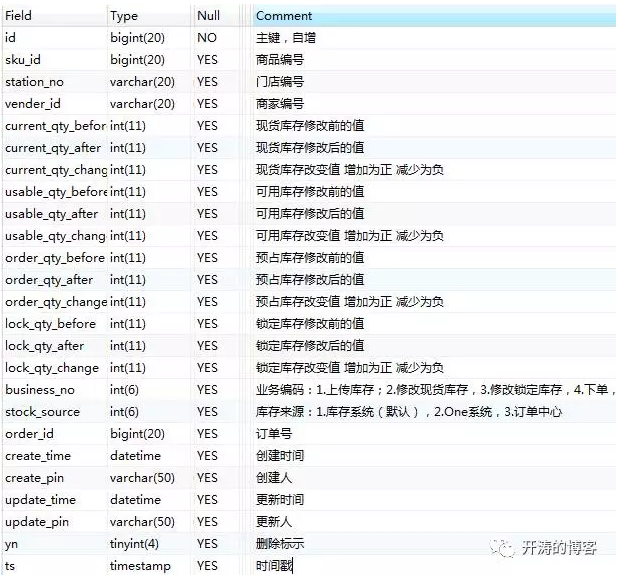 Field Type Null Comment
id bigint(20) NO 主键，自增
sku_id bigint(20) YES 商品编号
station_no varchar(20) YES 门店编号
vender_id varchar(20) YES 商家编号
current_qty_befor int(11) YES 现货库存修改前的值
current_qty_after int(11) YES 现货库存修改后的值
current_qty_chang int(11) YES 现货库存改变值 增加为正 减少为负
usable_qty_before int(11) YES 可用库存修改前的值
usable_qty_after int(11) YES 可用库存修改后的值
usable_qty_chang int(11) YES 可用库存改变值 增加为正 减少为负
order_qty_before int(11) YES 预占库存修改前的值
order_qty_after int(11) YES 预占库存修改后的值
order_qty_change int(11) YES 预占库存改变值 增加为正 减少为负
lock_qty_before int(11) YES 锁定库存修改前的值
lock_qty_after int(11) YES 锁定库存修改后的值
lock_qty_change int(11) YES 锁定库存改变值 增加为正 减少为负
business_no int(6) YES 业务编码：1.上传库存；2.修改现货库存，3.修改锁定库存，4.下单，
stock_source int(6) YES 库存来源：1.库存系统（默认），2.One系统，3.订单中心
order_id bigint(20) YES 订单号
create_time datetime YES 创建时间
create_pin varchar(50) YES 创建人
update_time datetime YES 更新时间
update_pin varchar(50) YES 更新人
yn tinyint(4) YES 删除标示
ts timestamp YES 时间戳
开涛的博客